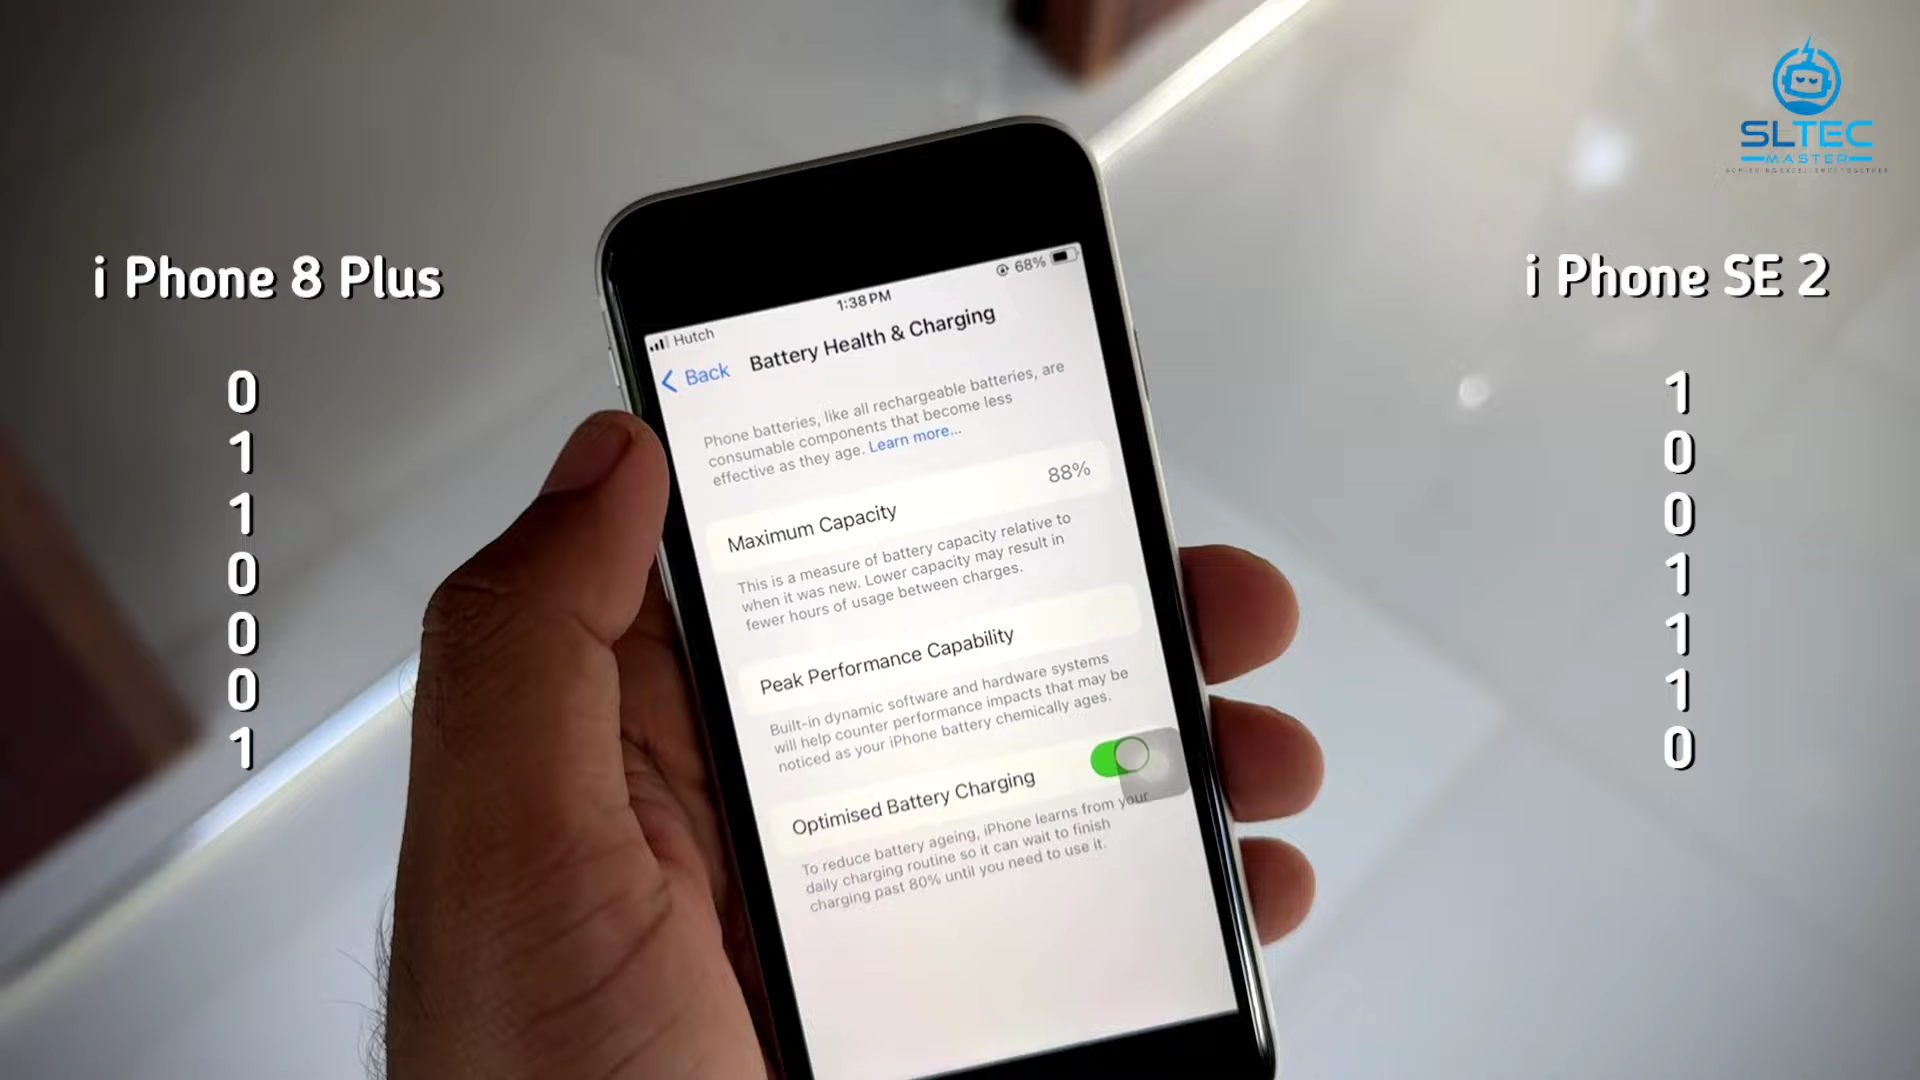 SLTEC
MASTER
ACHIEVING EXCELLENCE TOGETHER
i Phone 8 Plus
0
1
1
0
0
0
1
i Phone SE 2
1
0
0
1
1
1
0
Hutch
1:38 PM
68%
Back
Battery Health & Charging
Phone batteries, like all rechargeable batteries, are
consumable components that become less
effective as they age. Learn more...
Maximum Capacity 88%
This is a measure of battery capacity relative to
when it was new. Lower capacity may result in
fewer hours of usage between charges.
Peak Performance Capability
Built-in dynamic software and hardware systems
will help counter performance impacts that may be
noticed as your iPhone battery chemically ages.
Optimised Battery Charging
To reduce battery ageing, iPhone learns from your
daily charging routine so it can wait to finish
charging past 80% until you need to use it.